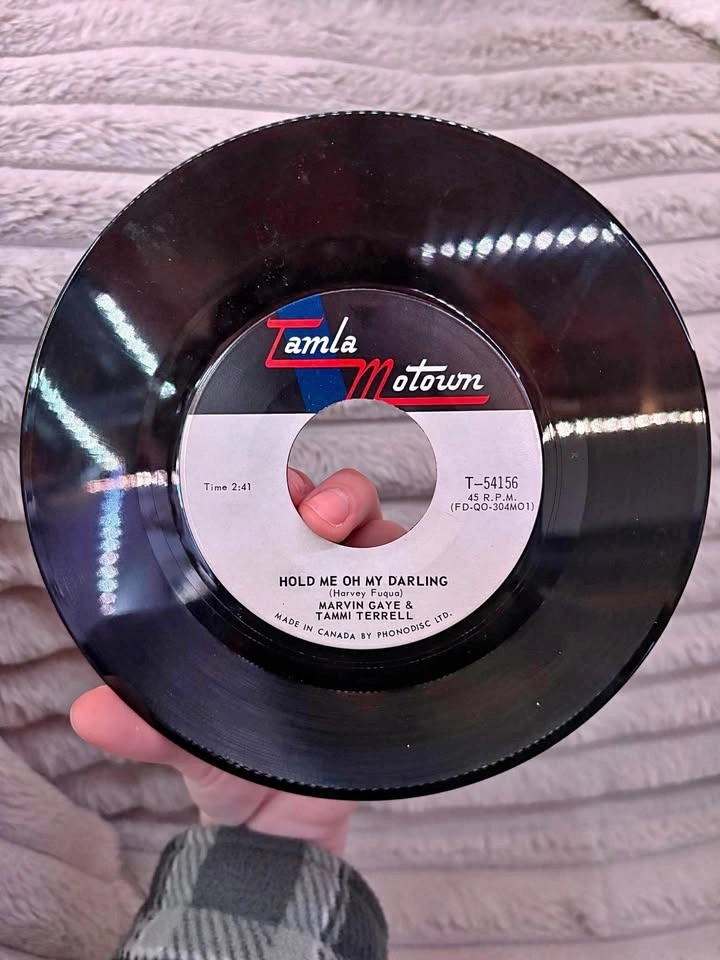 Tamla
Motown
Time 2:41
T-54156
45 R.P.M.
(FD-QO-304MO1)
HOLD ME OH MY DARLING
(Harvey Fuqua)
MARVIN GAYE &
TAMMI TERRELL
MADE IN CANADA BY PHONODISC LTD.